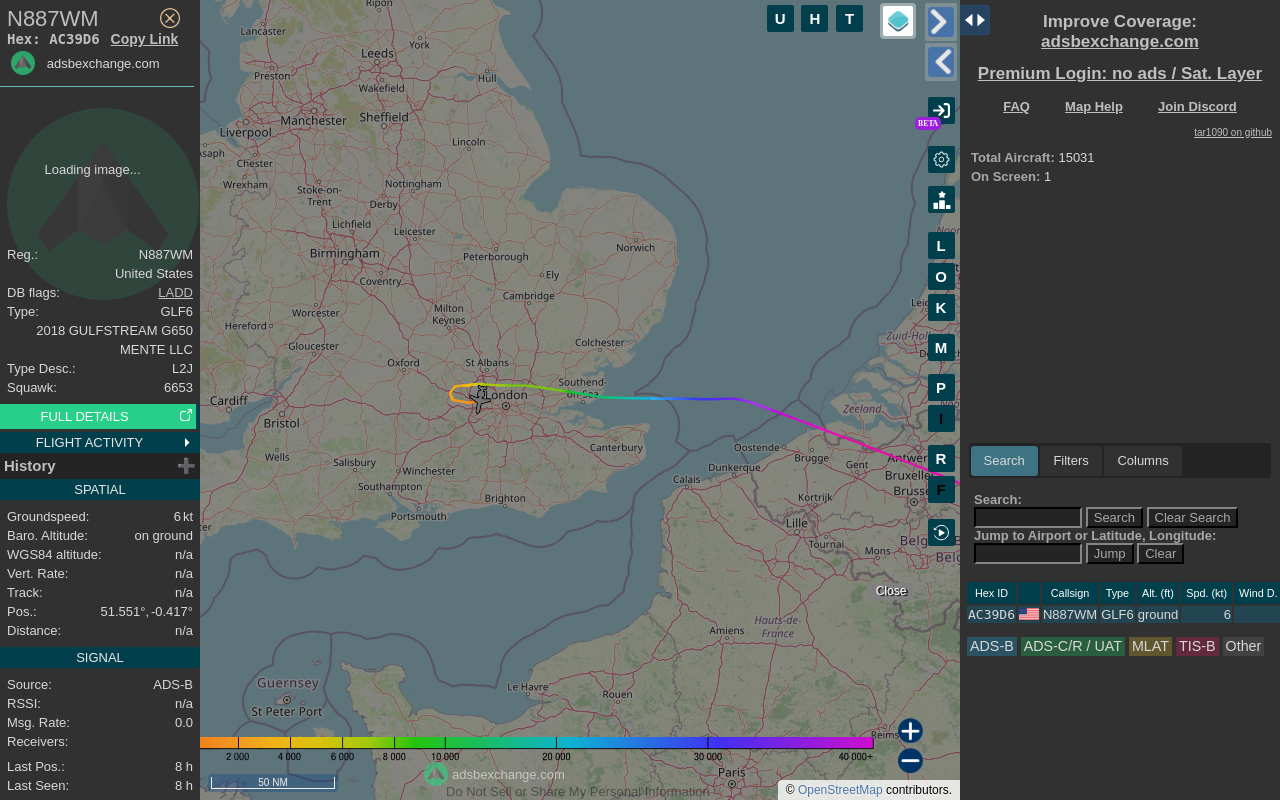 N887WM
Hex: AC39D6 Copy Link
adsbexchange.com
Loading image...
Reg.: N887WM
United States
DB flags: LADD
Type: GLF6
2018 GULFSTREAM G650
MENTE LLC
Type Desc.: L2J
Squawk: 6653
FULL DETAILS
FLIGHT ACTIVITY
History
SPATIAL
Groundspeed: 6 kt
Baro. Altitude: on ground
WGS84 altitude: n/a
Vert. Rate: n/a
Track: n/a
Pos.: 51.551°, -0.417°
Distance: n/a
SIGNAL
Source: ADS-B
RSSI: n/a
Msg. Rate: 0.0
Receivers:
Last Pos.: 8 h
Last Seen: 8 h
Ripon
Lancaster
York
Leeds
Preston
Hull
Wakefield
Manchester
Sheffield
Liverpool
Lincoln
Chester
Wrexham
Stoke-on-
Trent
Nottingham
Derby
Lichfield
Leicester
Norwich
Birmingham
Peterborough
Ely
Coventry
Cambridge
Worcester
Milton
Keynes
Hereford
Gloucester
Colchester
Oxford
St Albans
Southend-
on-Sea
London
Cardiff
Bristol
Canterbury
Wells
Salisbury
Winchester
Southampton
Brighton
Portsmouth
Zeeland
Oostende
Brugge
Dunkerque
Gent
Calais
Kortrijk
Lille
Tournai
Mons
Hauts-de-
France
Amiens
Guernsey
St Peter Port
Le Havre
Rouen
Reims
Paris
U H T
BETA
L
O
K
M
P
I
R
F
Close
2 000 4 000 6 000 8 000 10 000 20 000 30 000 40 000+
50 NM
adsbexchange.com
Do Not Sell or Share My Personal Information
© OpenStreetMap contributors.
Improve Coverage:
adsbexchange.com
Premium Login: no ads / Sat. Layer
FAQ Map Help Join Discord
tar1090 on github
Total Aircraft: 15031
On Screen: 1
Search Filters Columns
Search:
Search Clear Search
Jump to Airport or Latitude, Longitude:
Jump Clear
Hex ID Callsign Type Alt. (ft) Spd. (kt) Wind D.
AC39D6 N887WM GLF6 ground 6
ADS-B ADS-C/R / UAT MLAT TIS-B Other